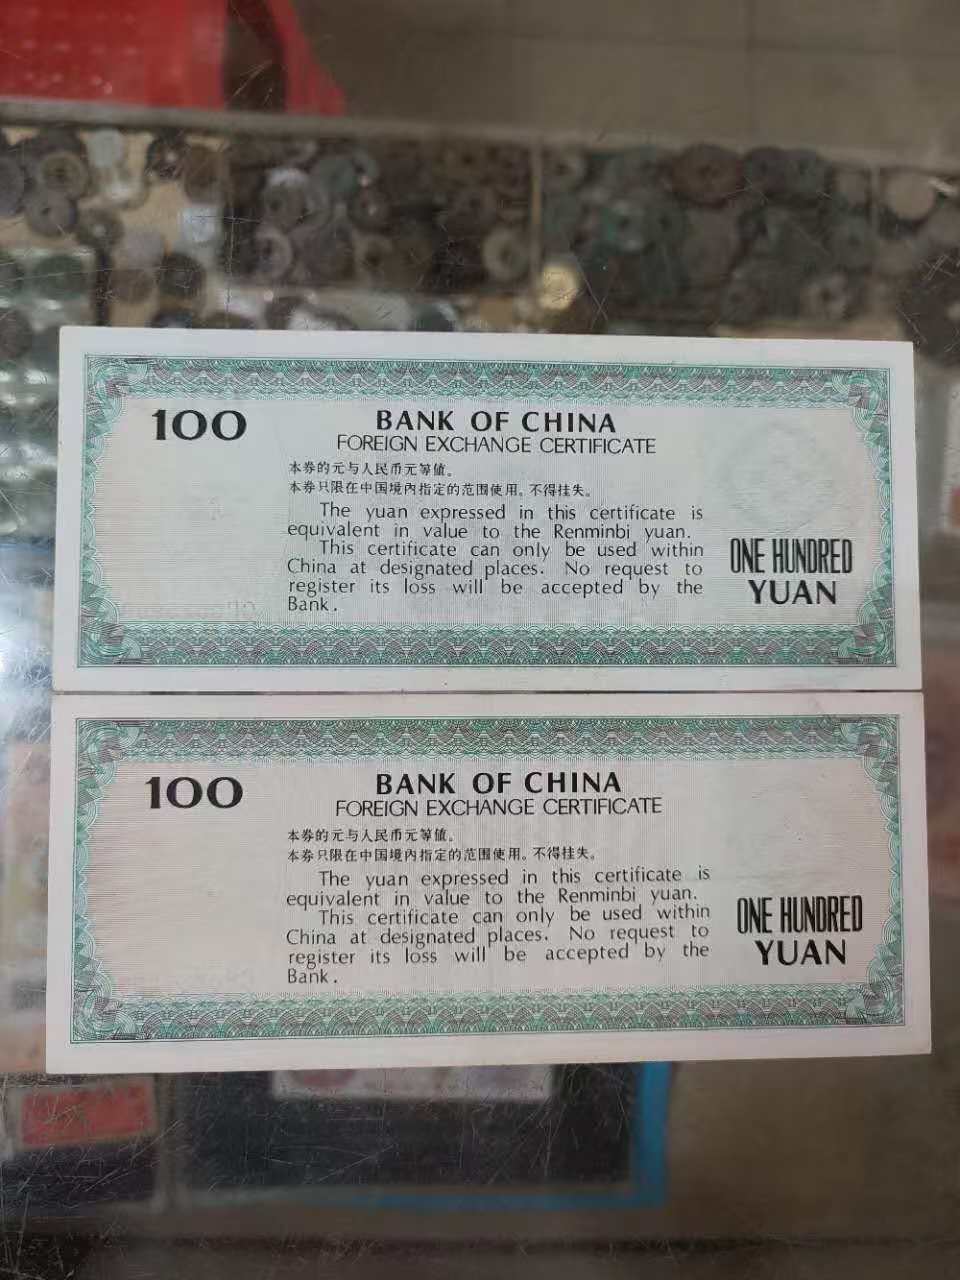 100
BANK OF CHINA
FOREIGN EXCHANGE CERTIFICATE
本券的元与人民币元等值。
本券只限在中国境内指定的范围使用。不得挂失。
The yuan expressed in this certificate is
equivalent in value to the Renminbi yuan.
This certificate can only be used within
China at designated places. No request to
register its loss will be accepted by the
Bank.
ONE HUNDRED
YUAN
100
BANK OF CHINA
FOREIGN EXCHANGE CERTIFICATE
本券的元与人民币元等值。
本券只限在中国境内指定的范围使用。不得挂失。
The yuan expressed in this certificate is
equivalent in value to the Renminbi yuan.
This certificate can only be used within
China at designated places. No request to
register its loss will be accepted by the
Bank.
ONE HUNDRED
YUAN